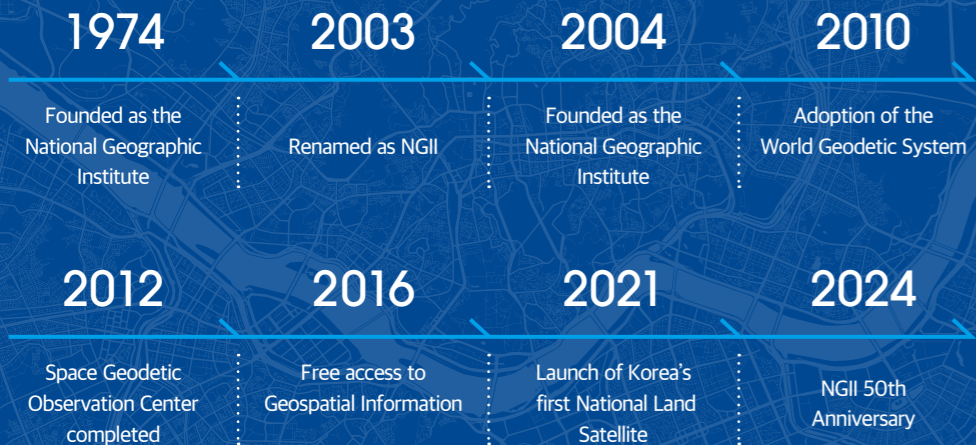 1974
Founded as the
National Geographic
Institute
2003
Renamed as NGII
2004
Founded as the
National Geographic
Institute
2010
Adoption of the
World Geodetic System
2012
Space Geodetic
Observation Center
completed
2016
Free access to
Geospatial Information
2021
Launch of Korea's
first National Land
Satellite
2024
NGII 50th
Anniversary